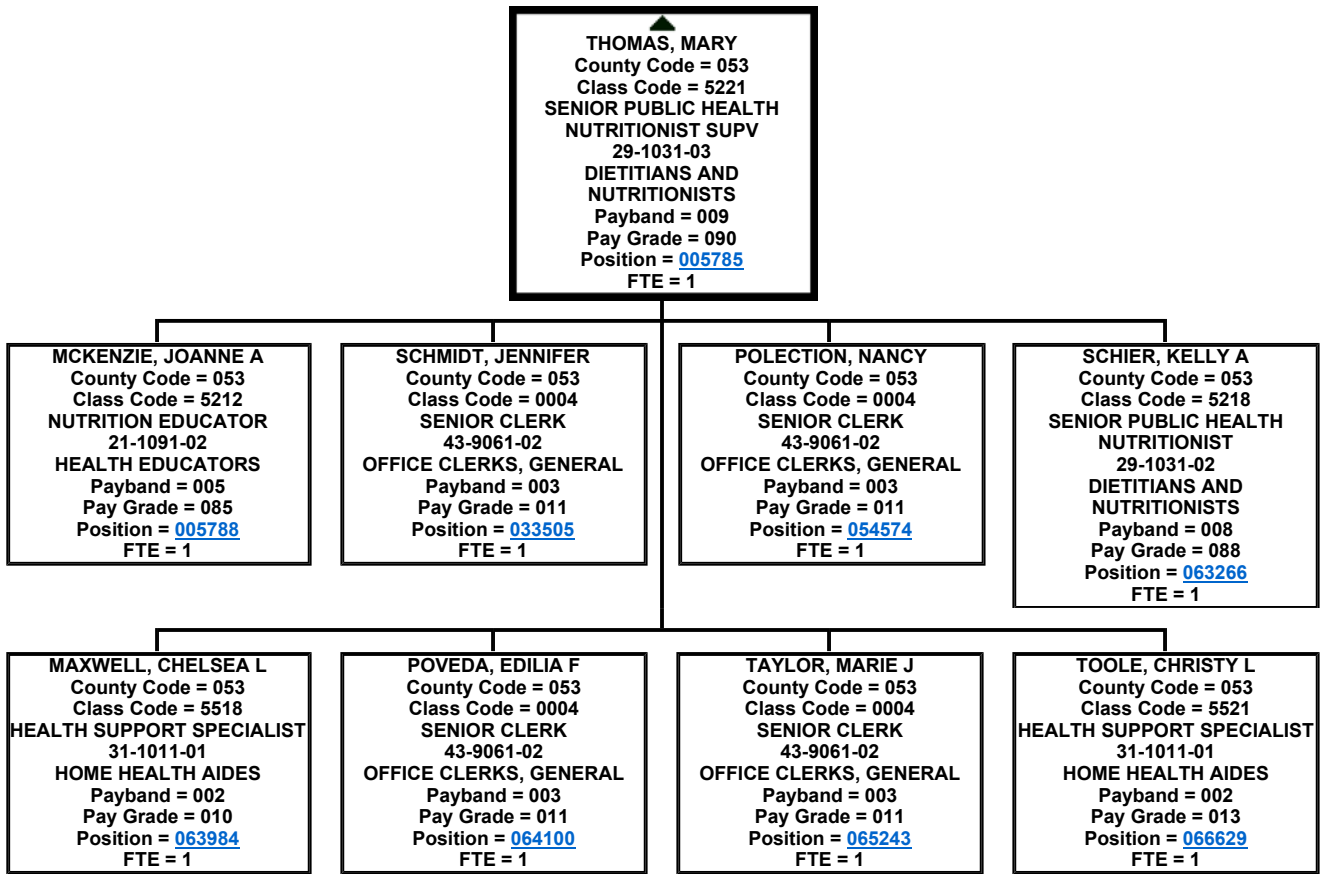 THOMAS, MARY
County Code = 053
Class Code = 5221
SENIOR PUBLIC HEALTH
NUTRITIONIST SUPV
29-1031-03
DIETITIANS AND
NUTRITIONISTS
Payband = 009
Pay Grade = 090
Position = 005785
FTE = 1
MCKENZIE, JOANNE A
County Code = 053
Class Code = 5212
NUTRITION EDUCATOR
21-1091-02
HEALTH EDUCATORS
Payband = 005
Pay Grade = 085
Position = 005788
FTE = 1
SCHMIDT, JENNIFER
County Code = 053
Class Code = 0004
SENIOR CLERK
43-9061-02
OFFICE CLERKS, GENERAL
Payband = 003
Pay Grade = 011
Position = 033505
FTE = 1
POLECTION, NANCY
County Code = 053
Class Code = 0004
SENIOR CLERK
43-9061-02
OFFICE CLERKS, GENERAL
Payband = 003
Pay Grade = 011
Position = 054574
FTE = 1
SCHIER, KELLY A
County Code = 053
Class Code = 5218
SENIOR PUBLIC HEALTH
NUTRITIONIST
29-1031-02
DIETITIANS AND
NUTRITIONISTS
Payband = 008
Pay Grade = 088
Position = 063266
FTE = 1
MAXWELL, CHELSEA L
County Code = 053
Class Code = 5518
HEALTH SUPPORT SPECIALIST
31-1011-01
HOME HEALTH AIDES
Payband = 002
Pay Grade = 010
Position = 063984
FTE = 1
POVEDA, EDILIA F
County Code = 053
Class Code = 0004
SENIOR CLERK
43-9061-02
OFFICE CLERKS, GENERAL
Payband = 003
Pay Grade = 011
Position = 064100
FTE = 1
TAYLOR, MARIE J
County Code = 053
Class Code = 0004
SENIOR CLERK
43-9061-02
OFFICE CLERKS, GENERAL
Payband = 003
Pay Grade = 011
Position = 065243
FTE = 1
TOOLE, CHRISTY L
County Code = 053
Class Code = 5521
HEALTH SUPPORT SPECIALIST
31-1011-01
HOME HEALTH AIDES
Payband = 002
Pay Grade = 013
Position = 066629
FTE = 1